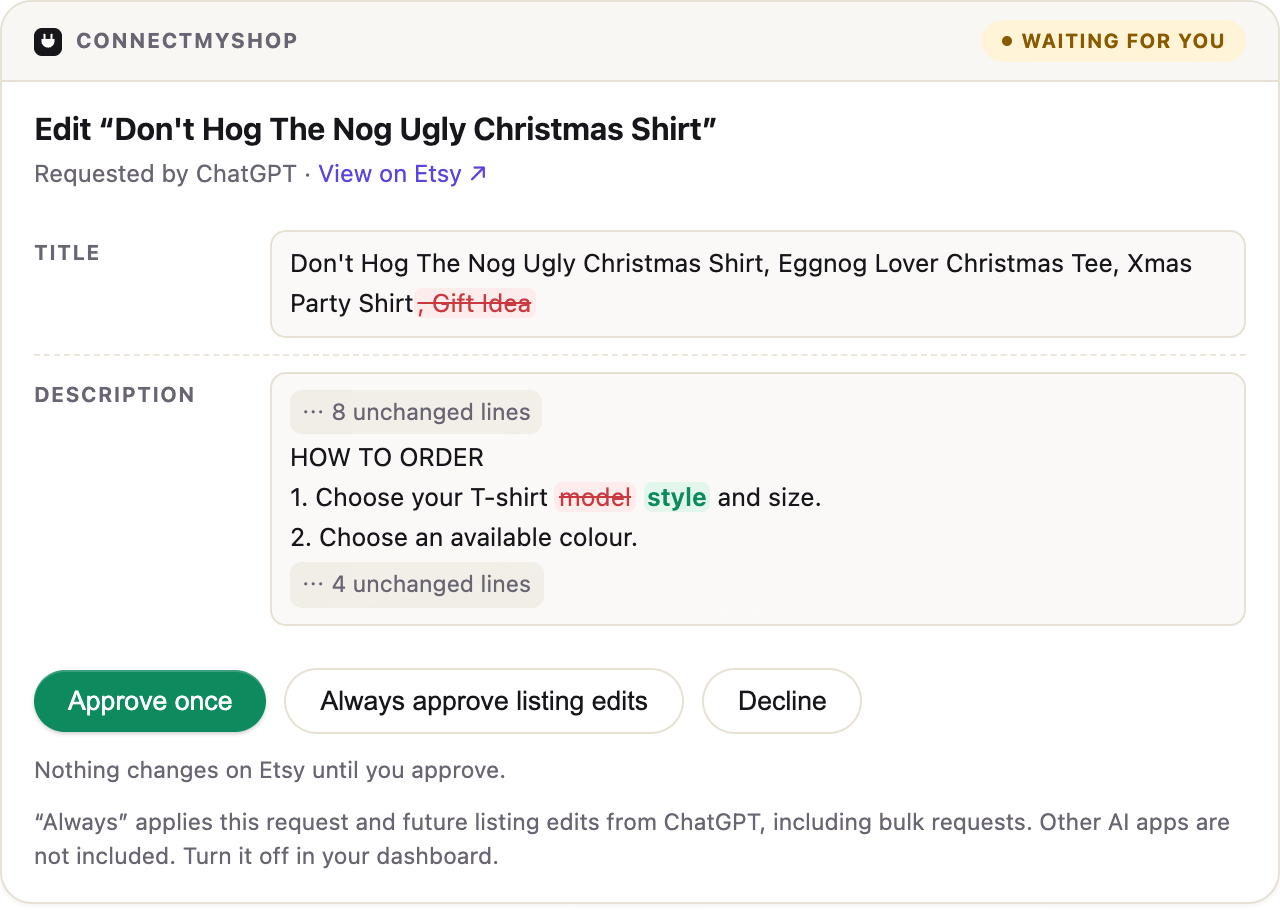 CONNECTMYSHOP
WAITING FOR YOU
Edit “Don't Hog The Nog Ugly Christmas Shirt”
Requested by ChatGPT · View on Etsy ↗
TITLE
Don't Hog The Nog Ugly Christmas Shirt, Eggnog Lover Christmas Tee, Xmas
Party Shirt, Gift Idea
DESCRIPTION
··· 8 unchanged lines
HOW TO ORDER
1. Choose your T-shirt model style and size.
2. Choose an available colour.
··· 4 unchanged lines
Approve once
Always approve listing edits
Decline
Nothing changes on Etsy until you approve.
“Always” applies this request and future listing edits from ChatGPT, including bulk requests. Other AI apps are
not included. Turn it off in your dashboard.